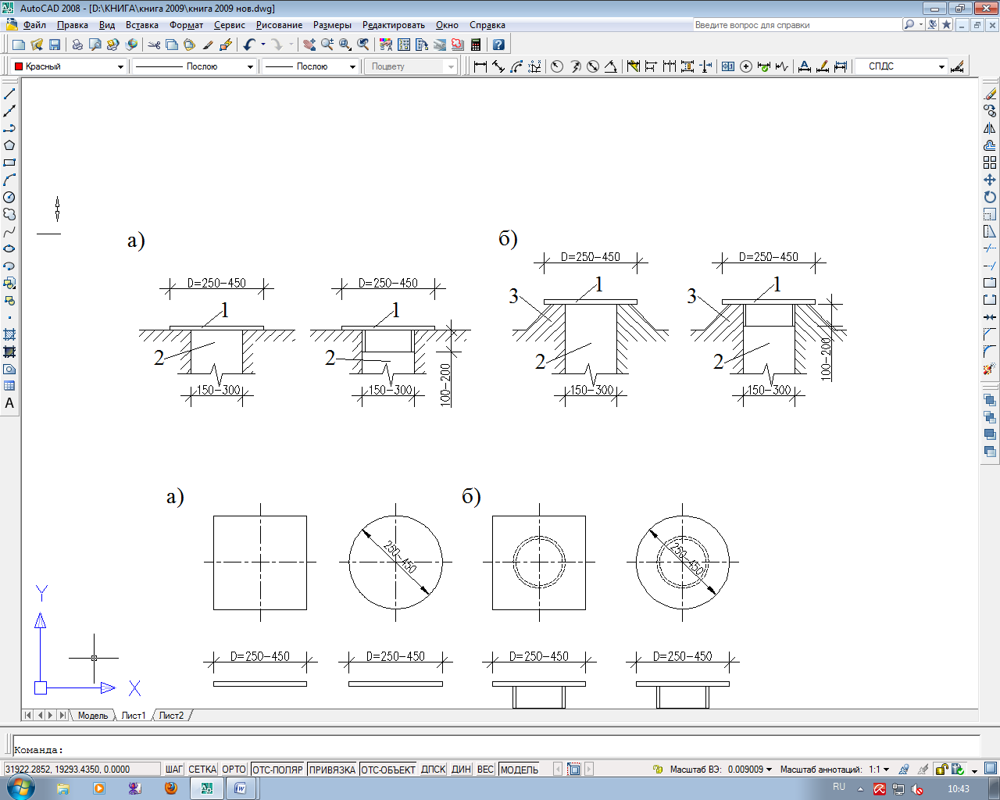 AutoCAD 2008 - [D:\КНИГА\книга 2009\книга 2009 нов.dwg]
Файл Правка Вид Вставка Формат Сервис Рисование Размеры Редактировать Окно Справка Введите вопрос для справки
Красный Послою Послою Поцвету СПДС
а) б)
D=250-450 D=250-450
D=250-450 D=250-450
1 1
3 3
1 1
2 2 2 2
100-200 100-200
150-300 150-300 150-300 150-300
а) б)
250-450 250-450
Y
D=250-450 D=250-450 D=250-450 D=250-450
X
Модель Лист1 Лист2
Команда:
31922.2852, 19293.4350, 0.0000 ШАГ СЕТКА ОРТО ОТС-ПОЛЯР ПРИВЯЗКА ОТС-ОБЪЕКТ ДПСК ДИН ВЕС МОДЕЛЬ Масштаб ВЭ: 0.009009 Масштаб аннотаций: 1:1
RU 10:43